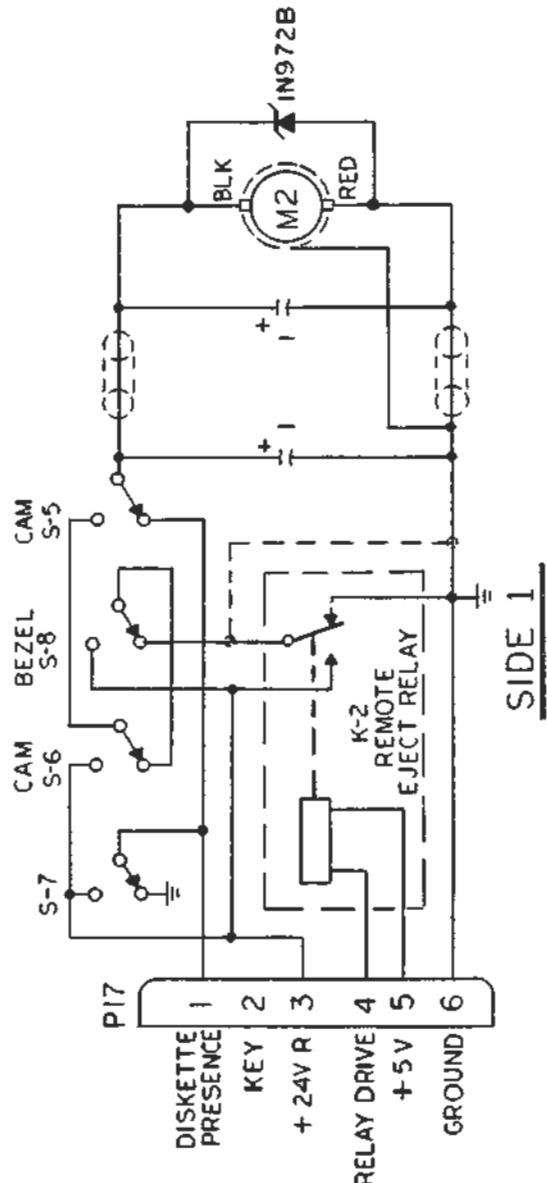 CAM
S-5
BEZEL
S-8
CAM
S-6
S-7
BLK
M2
RED
1N972B
+
-
+
-
K-2
REMOTE
EJECT RELAY
P17
1
2
3
4
5
6
DISKETTE
PRESENCE
KEY
+ 24V R
RELAY DRIVE
+5V
GROUND
SIDE 1